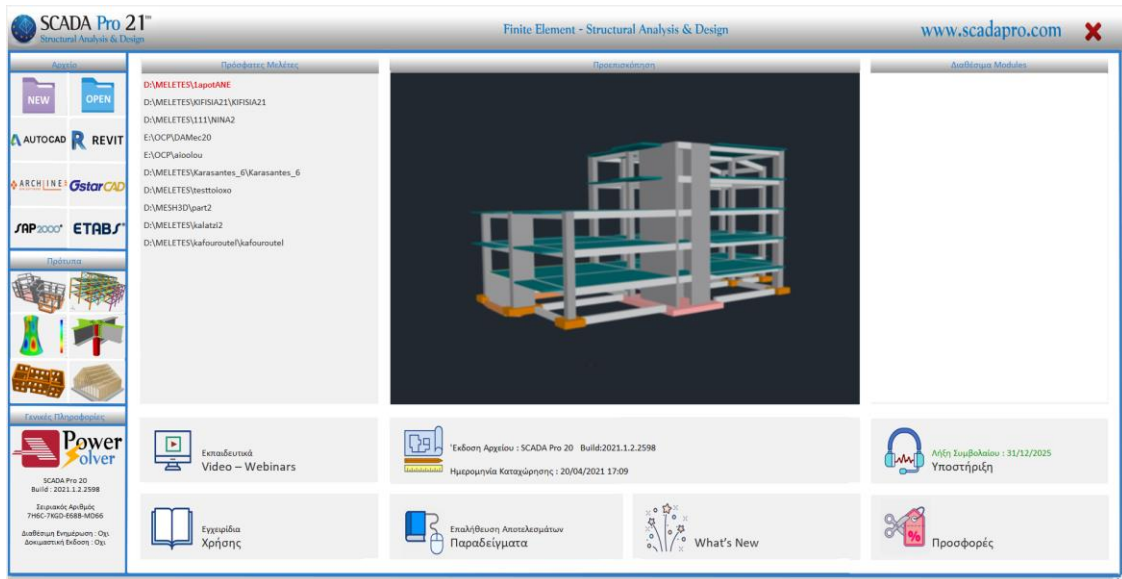 SCADA Pro 21™
Structural Analysis & Design
Finite Element - Structural Analysis & Design
www.scadapro.com
Αρχείο
NEW
OPEN
AUTOCAD
REVIT
ARCHLINE
GstarCAD
SAP2000
ETABS
Πρότυπα
Γενικές Πληροφορίες
Power
Solver
SCADA Pro 20
Build : 2021.1.2.2598
Σειριακός Αριθμός
7H6C-7KGD-E68B-MD66
Διαθέσιμη Ενημέρωση : Οχι
Δοκιμαστική Εκδοση : Οχι
Πρόσφατες Μελέτες
D:\MELETES\1apotANE
D:\MELETES\KIFISIA21\KIFISIA21
D:\MELETES\111\NINA2
E:\OCP\DAMec20
E:\OCP\aioolou
D:\MELETES\Karasantes_6\Karasantes_6
D:\MELETES\testtoioxo
D:\MESH3D\part2
D:\MELETES\kalatzi2
D:\MELETES\kafouroutel\kafouroutel
Προεπισκόπηση
Διαθέσιμα Modules
Εκπαιδευτικά
Video – Webinars
Έκδοση Αρχείου : SCADA Pro 20 Build:2021.1.2.2598
Ημερομηνία Καταχώρησης : 20/04/2021 17:09
Λήξη Συμβολαίου : 31/12/2025
Υποστήριξη
Εγχειρίδια
Χρήσης
Επαλήθευση Αποτελεσμάτων
Παραδείγματα
What's New
%
Προσφορές